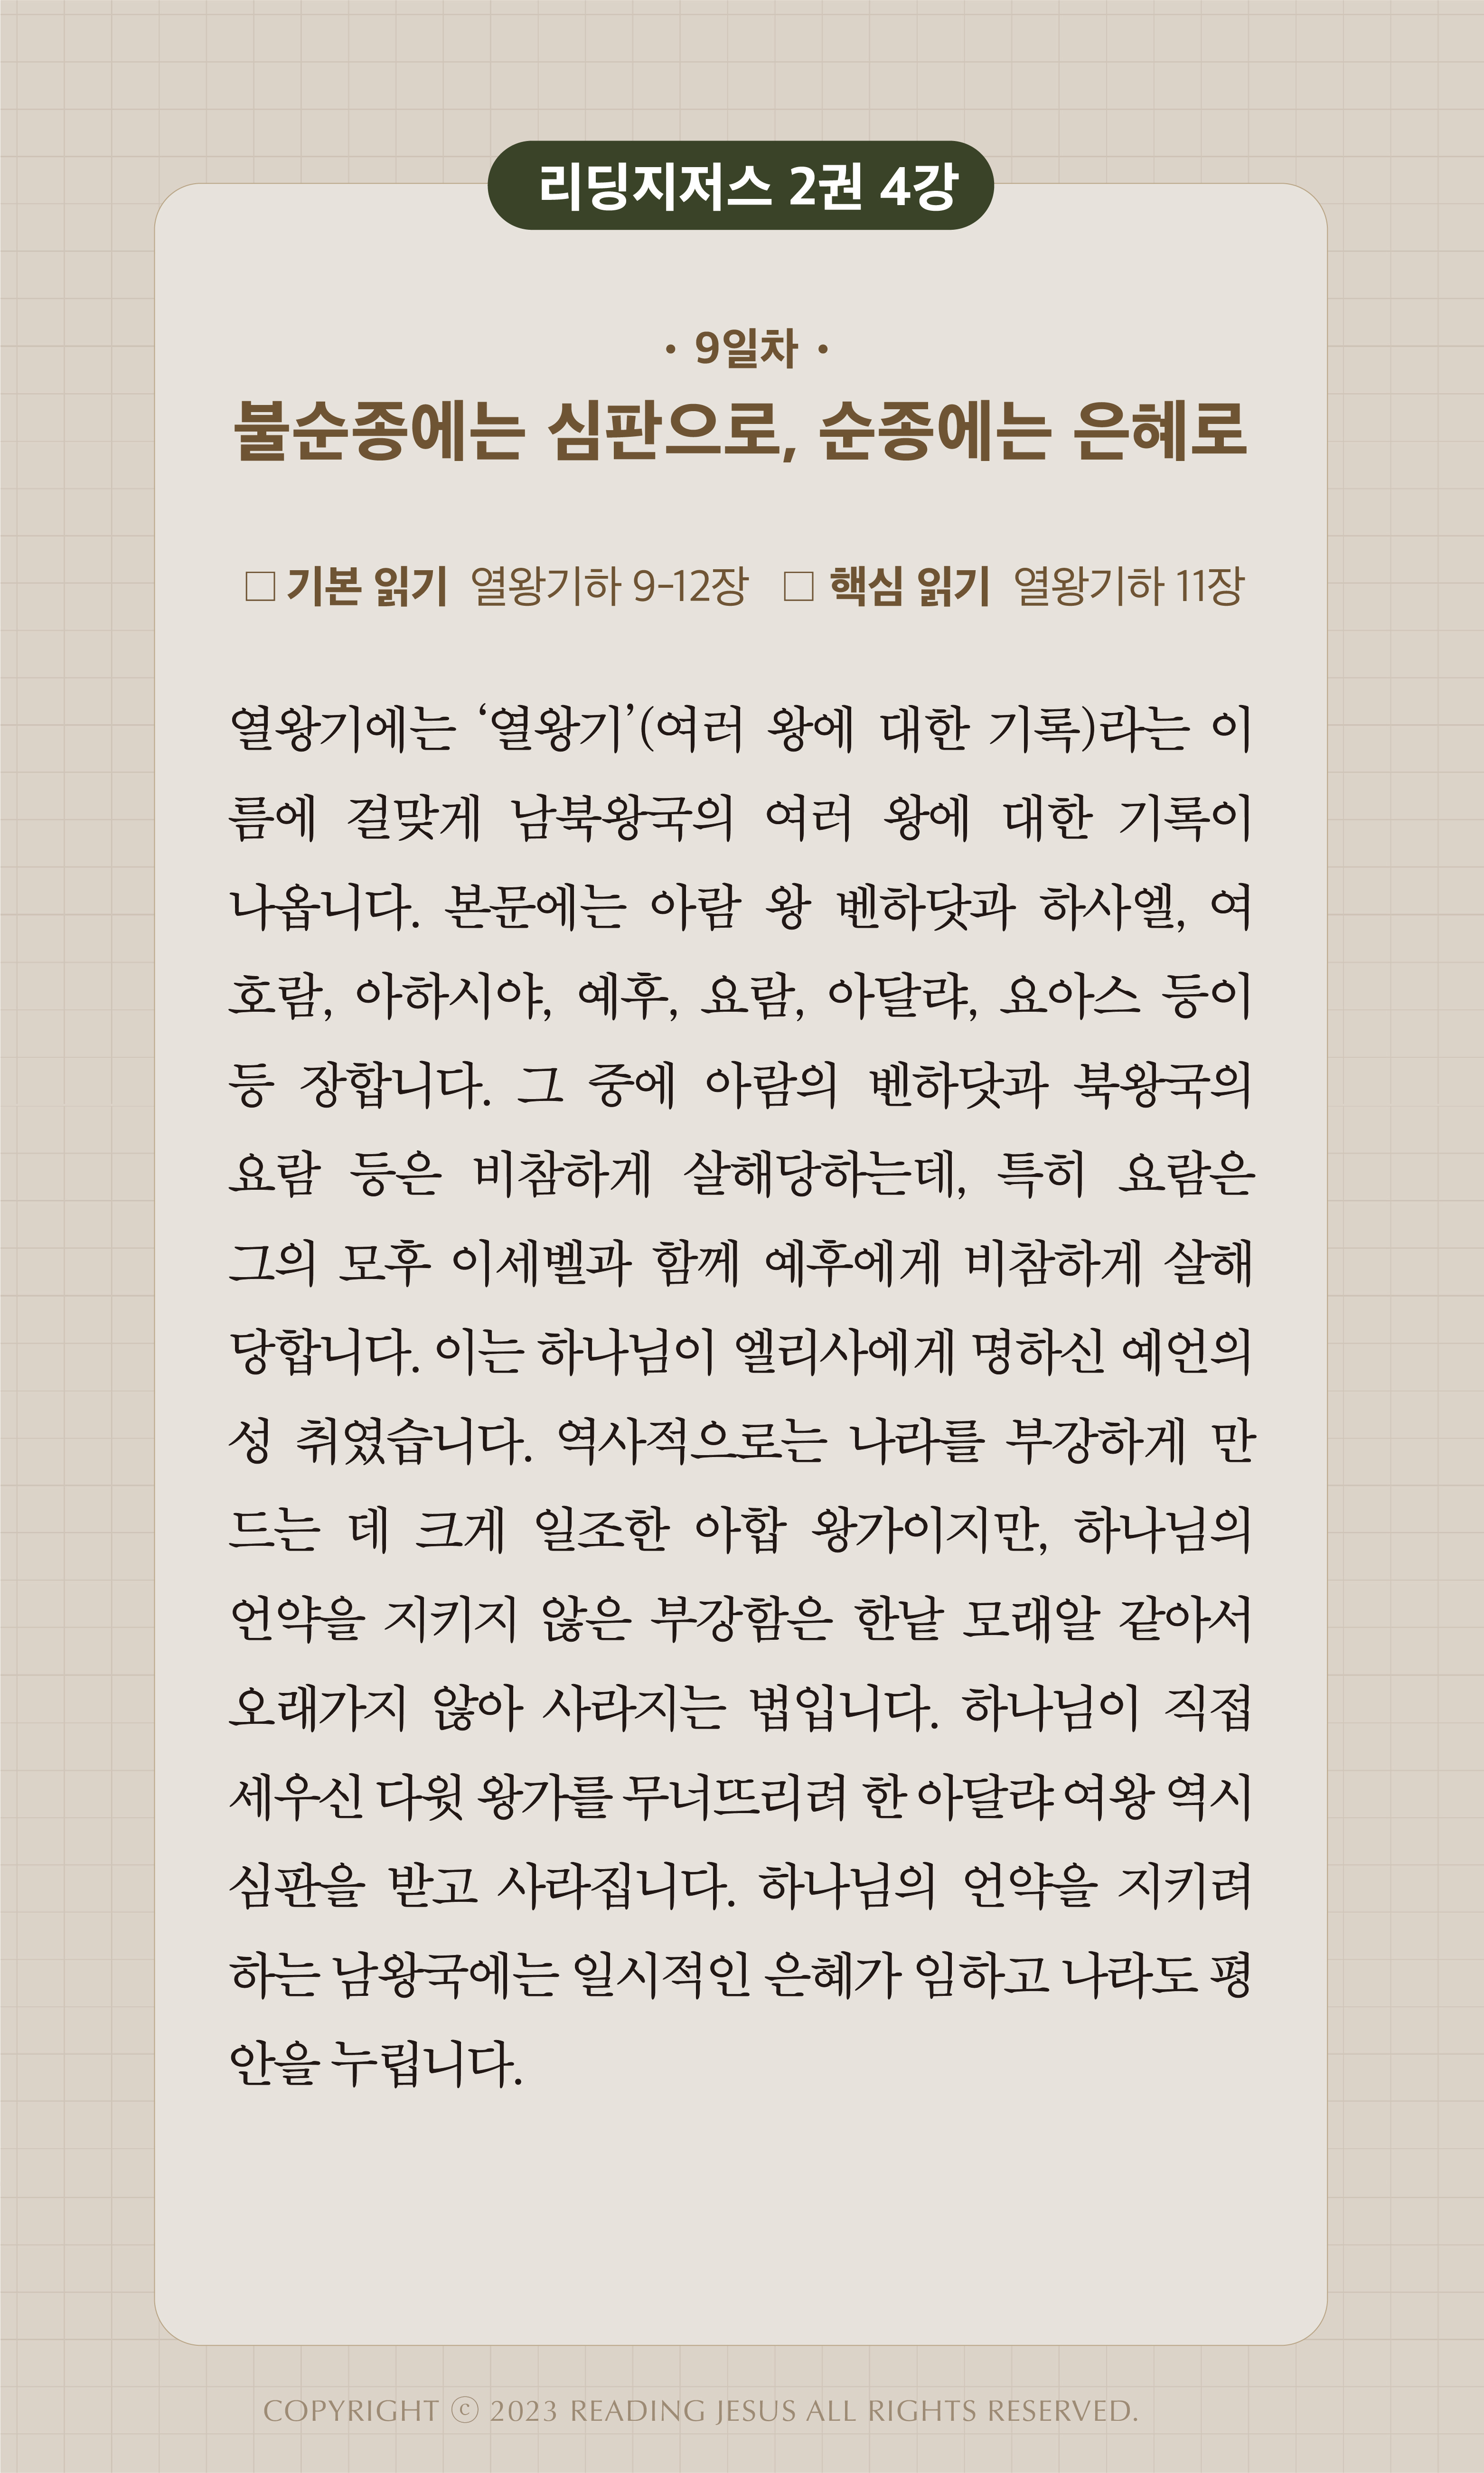 리딩지저스 2권 4강
· 9일차 ·
불순종에는 심판으로, 순종에는 은혜로
□ 기본 읽기 열왕기하 9-12장 □ 핵심 읽기 열왕기하 11장
열왕기에는 ‘열왕기’(여러 왕에 대한 기록)라는 이
름에 걸맞게 남북왕국의 여러 왕에 대한 기록이
나옵니다. 본문에는 아람 왕 벤하닷과 하사엘, 여
호람, 아하시야, 예후, 요람, 아달랴, 요아스 등이
등 장합니다. 그 중에 아람의 벤하닷과 북왕국의
요람 등은 비참하게 살해당하는데, 특히 요람은
그의 모후 이세벨과 함께 예후에게 비참하게 살해
당합니다. 이는 하나님이 엘리사에게 명하신 예언의
성 취였습니다. 역사적으로는 나라를 부강하게 만
드는 데 크게 일조한 아합 왕가이지만, 하나님의
언약을 지키지 않은 부강함은 한낱 모래알 같아서
오래가지 않아 사라지는 법입니다. 하나님이 직접
세우신 다윗 왕가를 무너뜨리려 한 아달랴 여왕 역시
심판을 받고 사라집니다. 하나님의 언약을 지키려
하는 남왕국에는 일시적인 은혜가 임하고 나라도 평
안을 누립니다.
COPYRIGHT ⓒ 2023 READING JESUS ALL RIGHTS RESERVED.